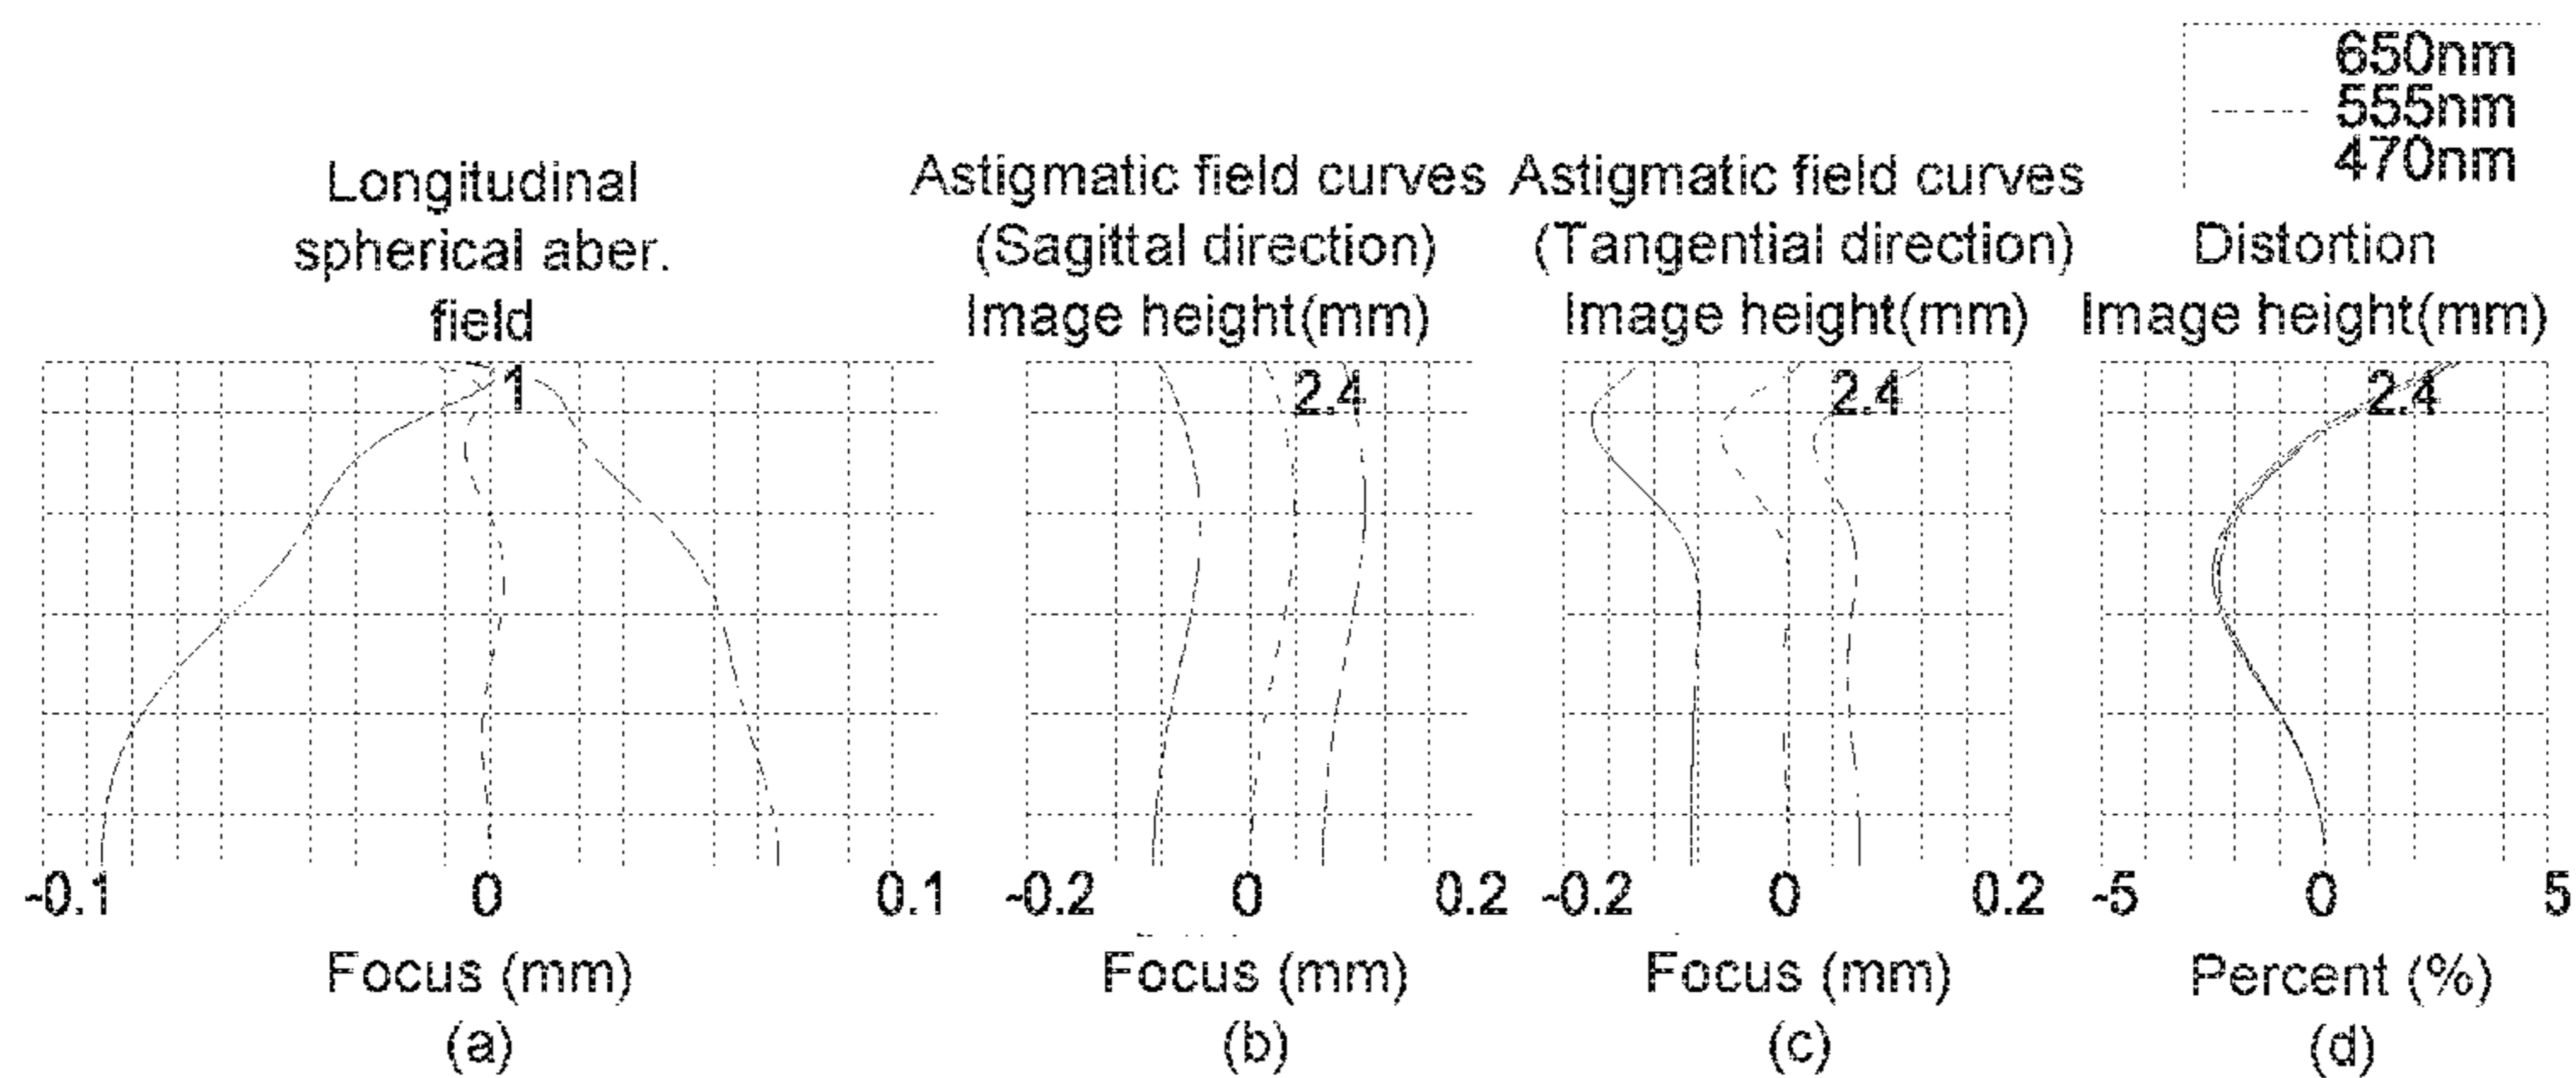 650nm
555nm
470nm
Longitudinal
spherical aber.
field
Astigmatic field curves
(Sagittal direction)
Image height(mm)
Astigmatic field curves
(Tangential direction)
Image height(mm)
Distortion
Image height(mm)
1
2.4
2.4
2.4
-0.1 0 0.1
-0.2 0 0.2
-0.2 0 0.2
-5 0 5
Focus (mm)
Focus (mm)
Focus (mm)
Percent (%)
(a)
(b)
(c)
(d)